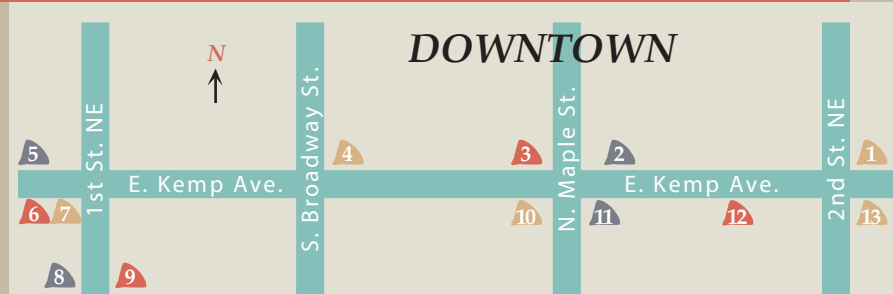 DOWNTOWN
N
1st St. NE
S. Broadway St.
N. Maple St.
2nd St. NE
5
4
3
2
1
E. Kemp Ave.
E. Kemp Ave.
6
7
10
11
12
13
8
9